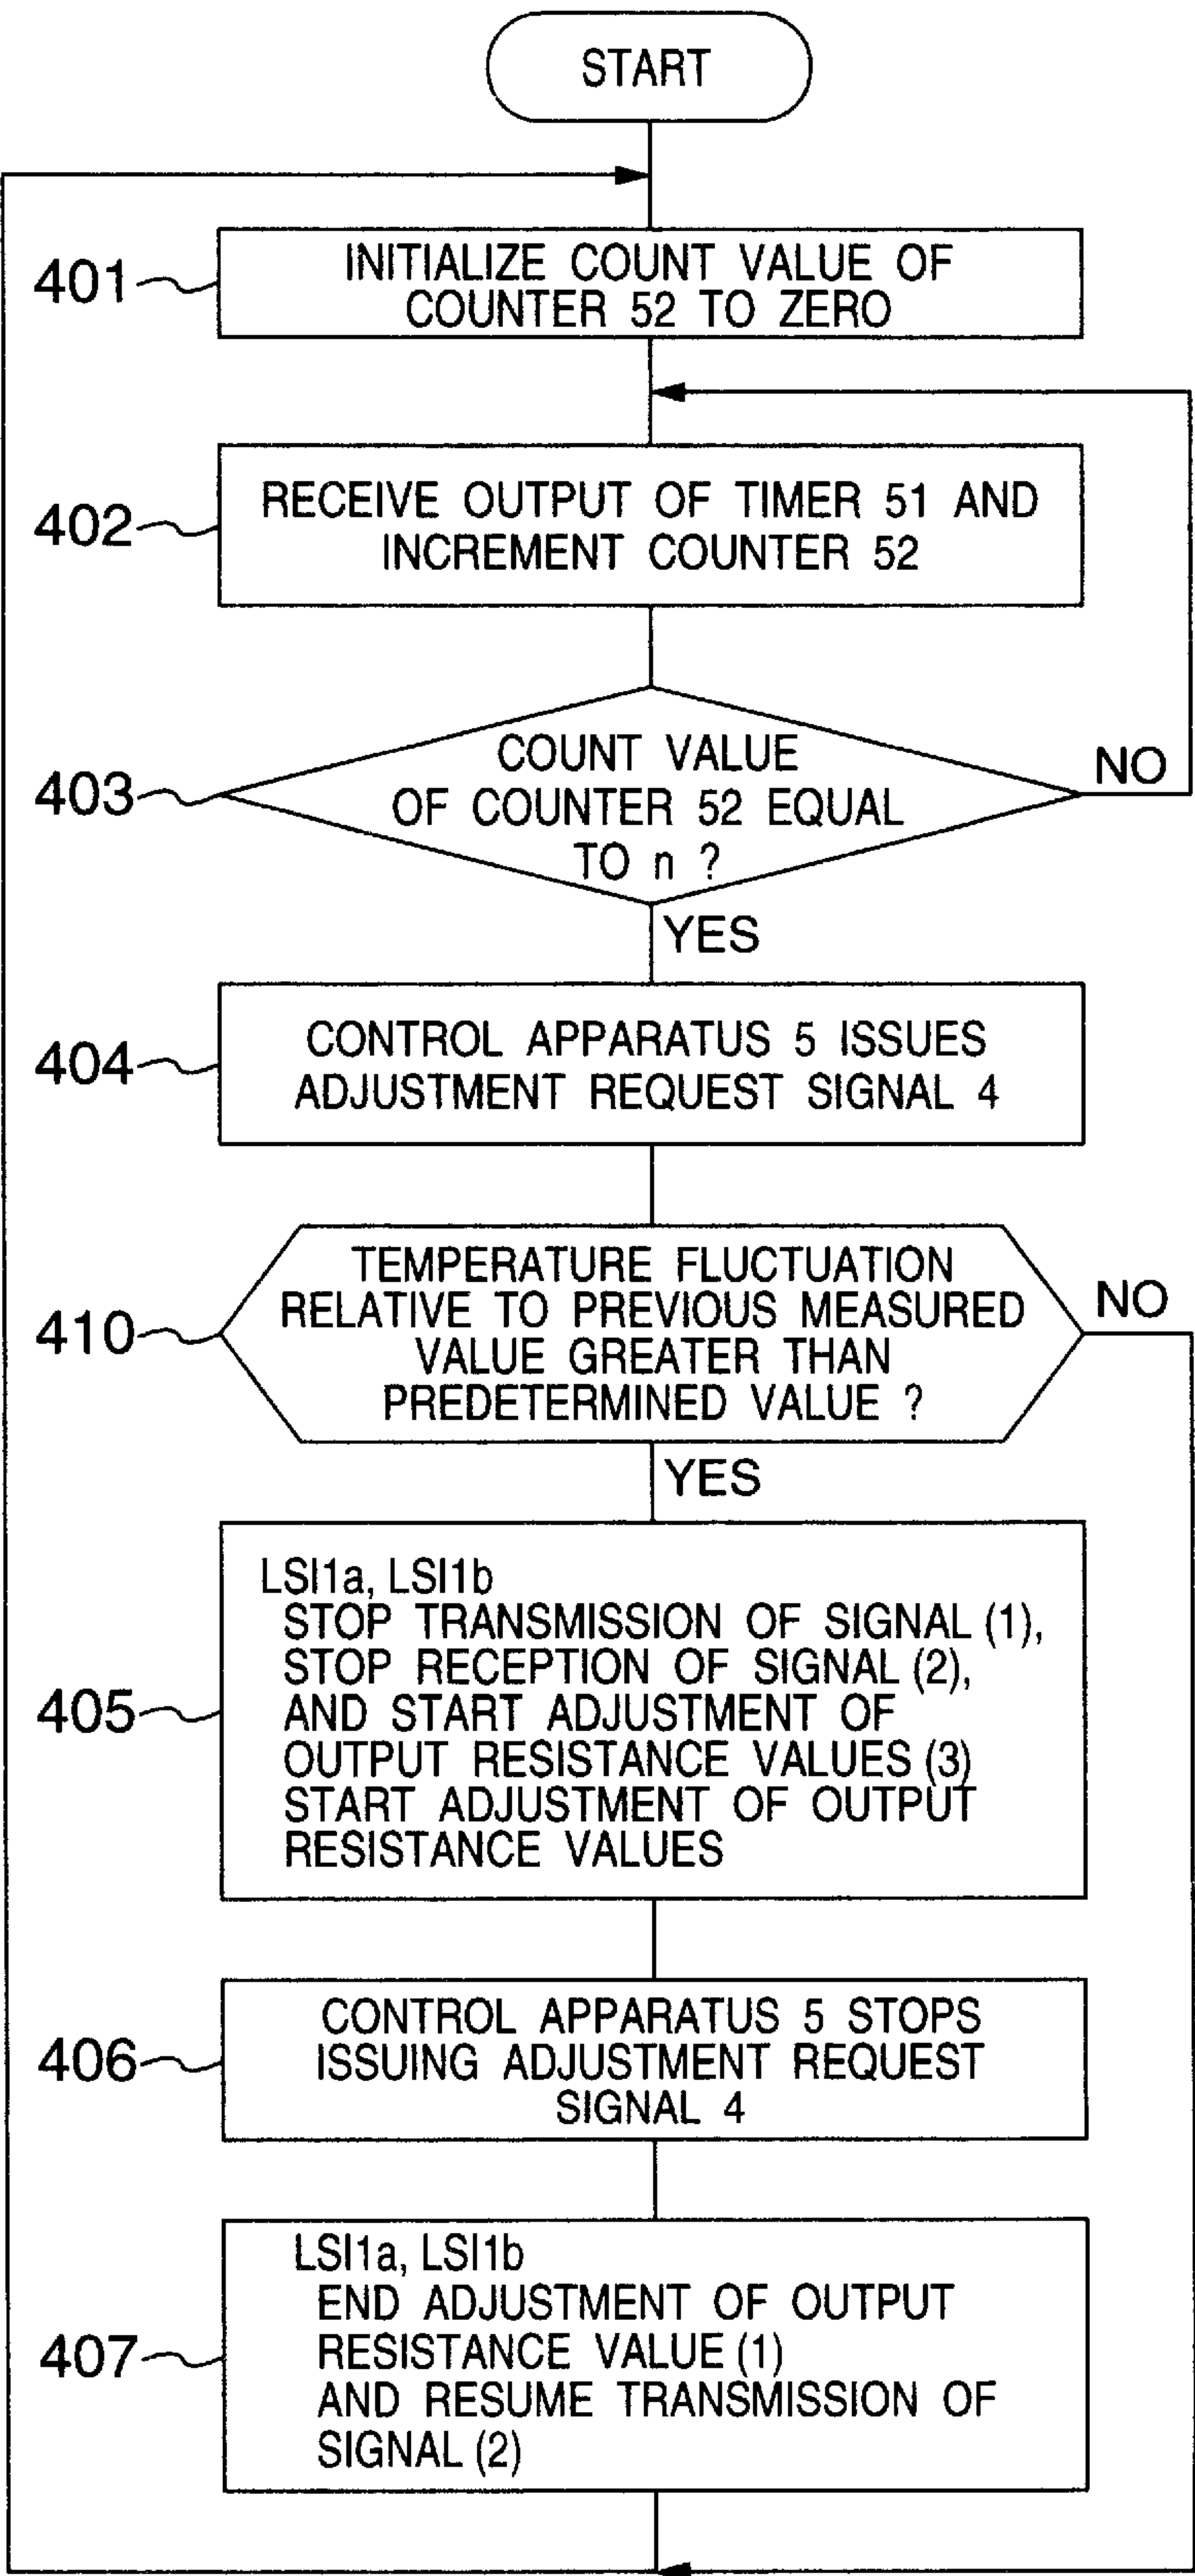 START
401
INITIALIZE COUNT VALUE OF
COUNTER 52 TO ZERO
402
RECEIVE OUTPUT OF TIMER 51 AND
INCREMENT COUNTER 52
403
COUNT VALUE
OF COUNTER 52 EQUAL
TO n ?
NO
YES
404
CONTROL APPARATUS 5 ISSUES
ADJUSTMENT REQUEST SIGNAL 4
410
TEMPERATURE FLUCTUATION
RELATIVE TO PREVIOUS MEASURED
VALUE GREATER THAN
PREDETERMINED VALUE ?
NO
YES
405
LSI1a, LSI1b
STOP TRANSMISSION OF SIGNAL (1),
STOP RECEPTION OF SIGNAL (2),
AND START ADJUSTMENT OF
OUTPUT RESISTANCE VALUES (3)
START ADJUSTMENT OF OUTPUT
RESISTANCE VALUES
406
CONTROL APPARATUS 5 STOPS
ISSUING ADJUSTMENT REQUEST
SIGNAL 4
407
LSI1a, LSI1b
END ADJUSTMENT OF OUTPUT
RESISTANCE VALUE (1)
AND RESUME TRANSMISSION OF
SIGNAL (2)